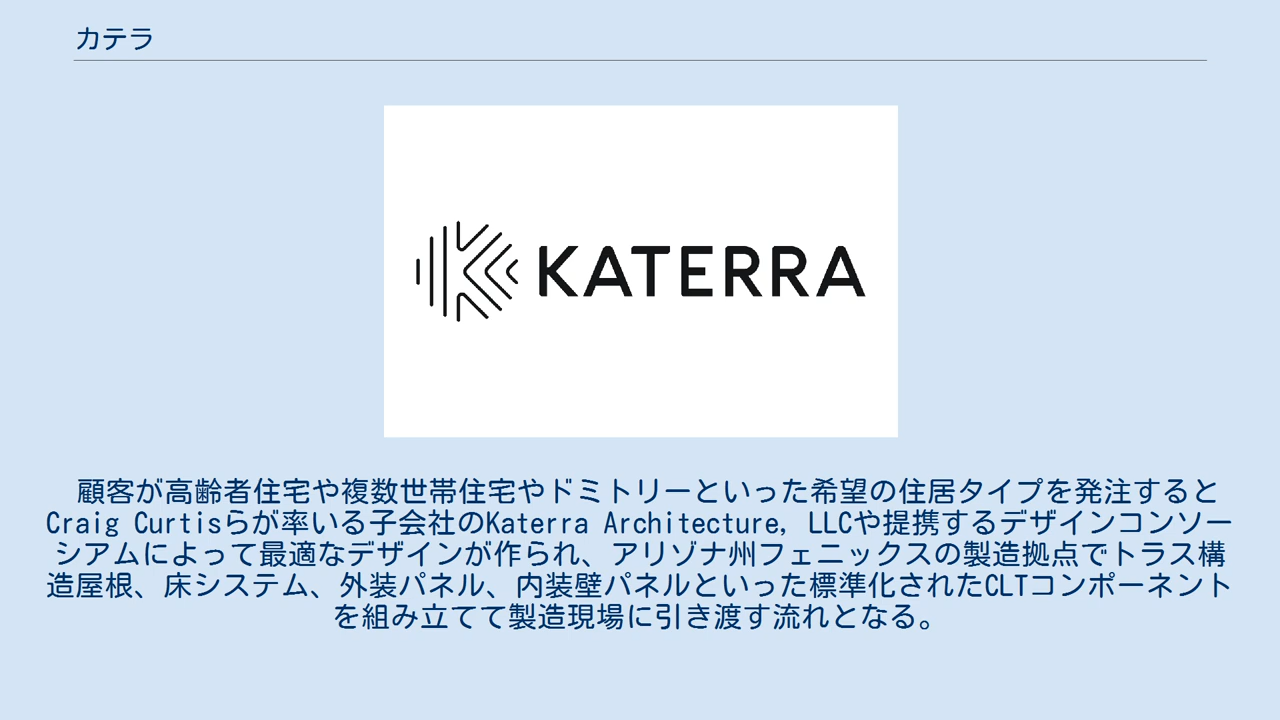 カテラ
KATERRA
顧客が高齢者住宅や複数世帯住宅やドミトリーといった希望の住居タイプを発注すると
Craig Curtisらが率いる子会社のKaterra Architecture, LLCや提携するデザインコンソー
シアムによって最適なデザインが作られ、アリゾナ州フェニックスの製造拠点でトラス構
造屋根、床システム、外装パネル、内装壁パネルといった標準化されたCLTコンポーネント
を組み立てて製造現場に引き渡す流れとなる。